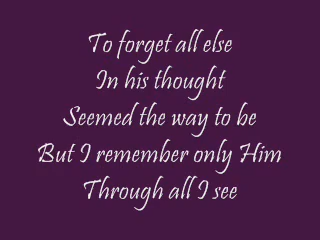 To forget all else
In his thought
Seemed the way to be
But I remember only Him
Through all I see